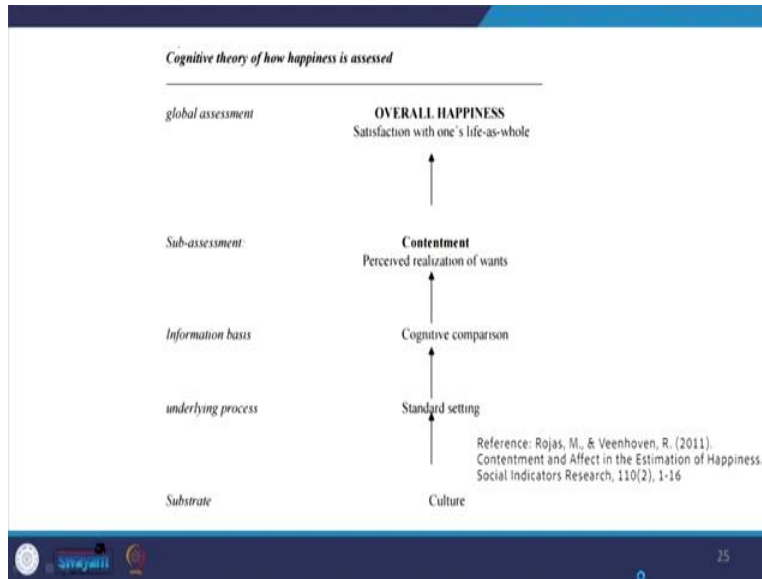 Cognitive theory of how happiness is assessed
global assessment OVERALL HAPPINESS
Satisfaction with one´s life-as-whole
Sub-assessment Contentment
Perceived realization of wants
Information basis Cognitive comparison
underlying process Standard setting
Reference: Rojas, M., & Veenhoven, R. (2011).
Contentment and Affect in the Estimation of Happiness.
Social Indicators Research, 110(2), 1-16
Substrate Culture
swayam 25